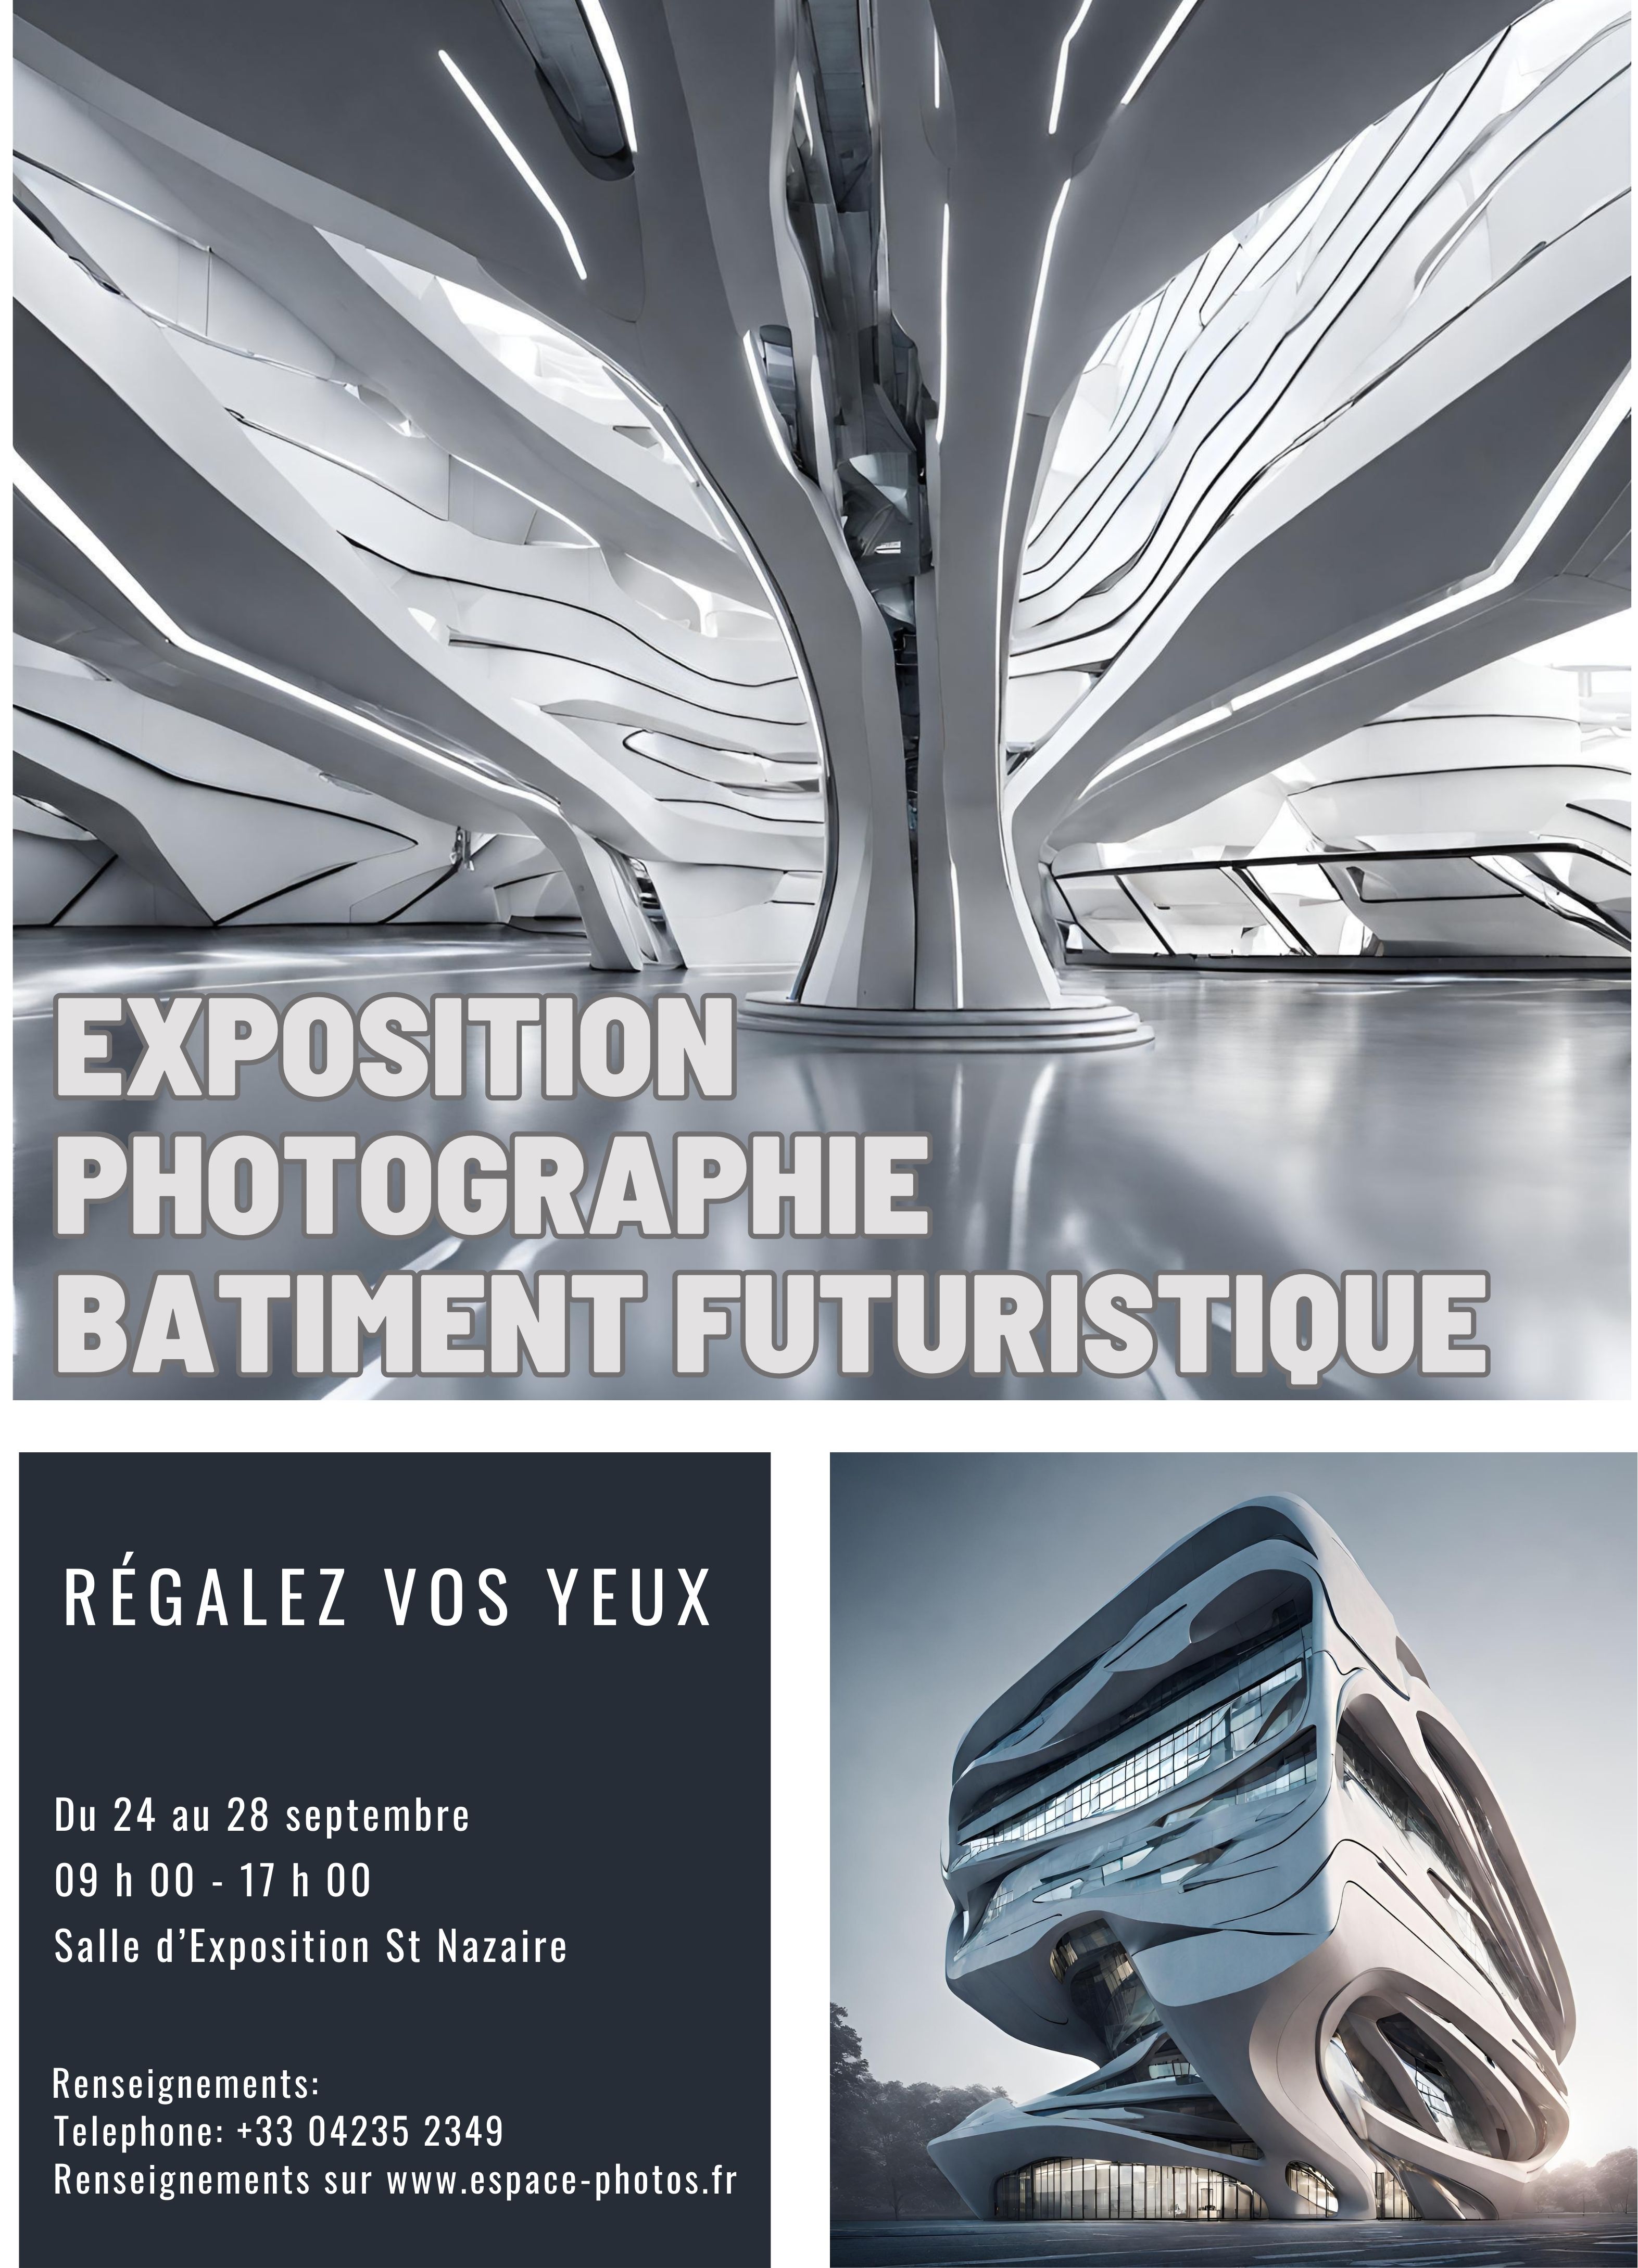 EXPOSITION
PHOTOGRAPHIE
BATIMENT FUTURISTIQUE
RÉGALEZ VOS YEUX
Du 24 au 28 septembre
09 h 00 - 17 h 00
Salle d’Exposition St Nazaire
Renseignements:
Telephone: +33 04235 2349
Renseignements sur www.espace-photos.fr